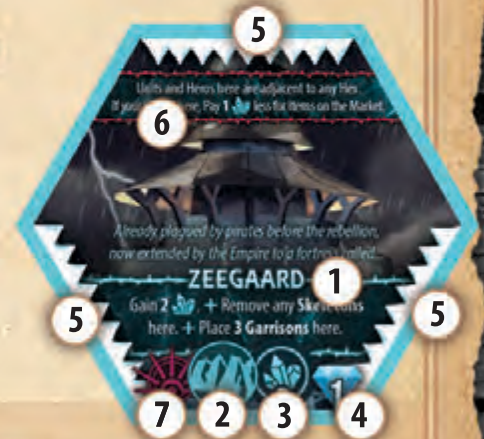 5
Units and Heros here are adjacent to any Hex.
If you here, Pay 1 less for items on the Market.
6
Already plagued by pirates before the rebellion,
now extended by the Empire to a fortress called...
ZEEGAARD 1
Gain 2 . + Remove any Skeletons
here. + Place 3 Garrisons here.
5
5
1
7 2 3 4